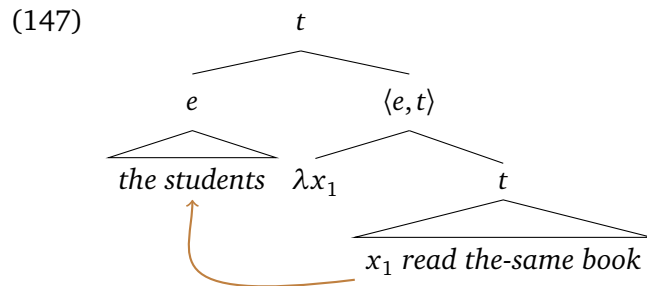 (147) t
e ⟨e, t⟩
the students λx₁ t
x₁ read the-same book